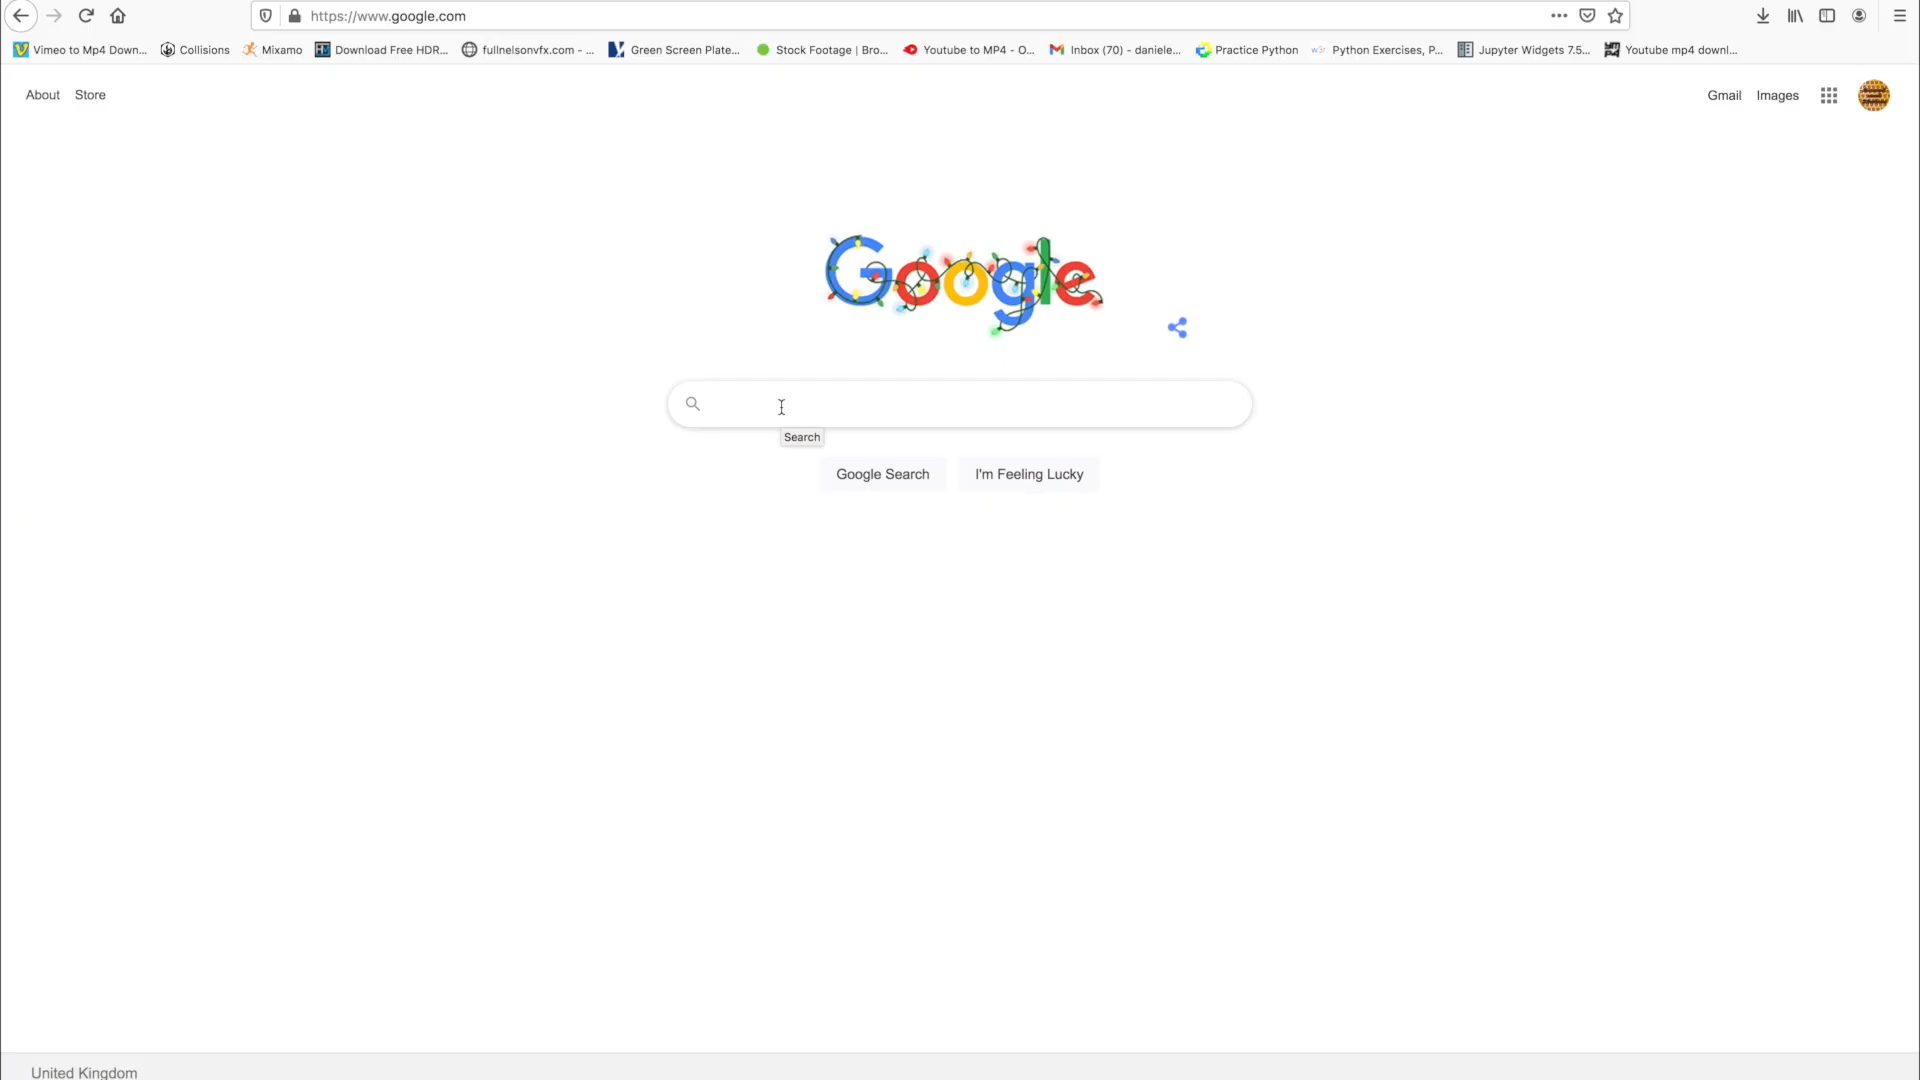 https://www.google.com
Vimeo to Mp4 Down... Collisions Mixamo Download Free HDR... fullnelsonvfx.com - ... Green Screen Plate... Stock Footage | Bro... Youtube to MP4 - O... Inbox (70) - daniele... Practice Python w3r Python Exercises, P... Jupyter Widgets 7.5... Youtube mp4 downl...
About Store Gmail Images
Google
Search
Google Search I'm Feeling Lucky
United Kingdom